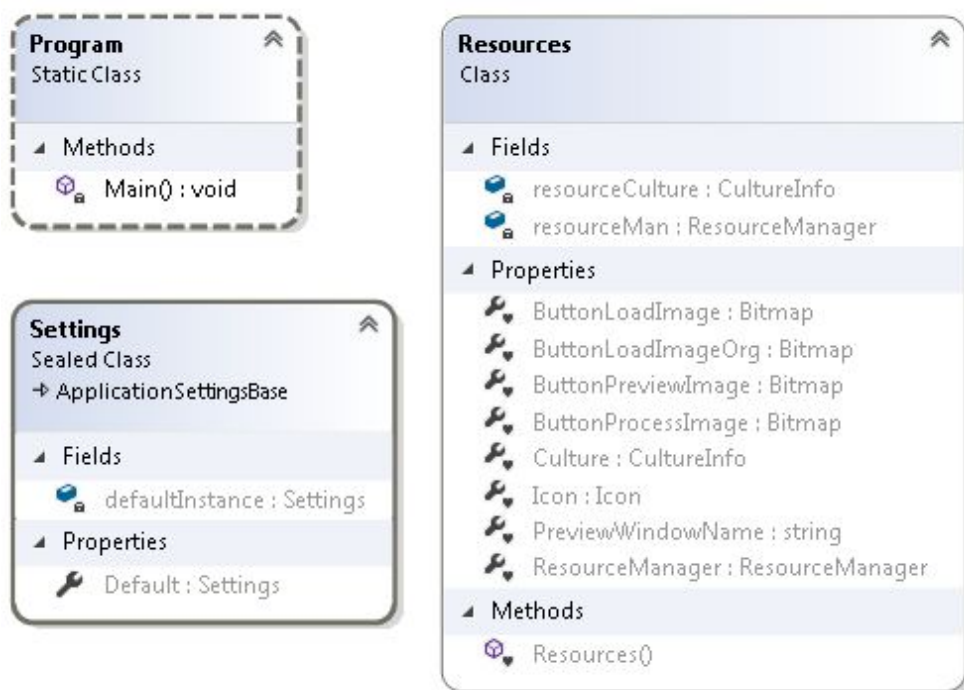 Program
Static Class
Methods
Main() : void
Settings
Sealed Class
ApplicationSettingsBase
Fields
defaultInstance : Settings
Properties
Default : Settings
Resources
Class
Fields
resourceCulture : CultureInfo
resourceMan : ResourceManager
Properties
ButtonLoadImage : Bitmap
ButtonLoadImageOrg : Bitmap
ButtonPreviewImage : Bitmap
ButtonProcessImage : Bitmap
Culture : CultureInfo
Icon : Icon
PreviewWindowName : string
ResourceManager : ResourceManager
Methods
Resources()